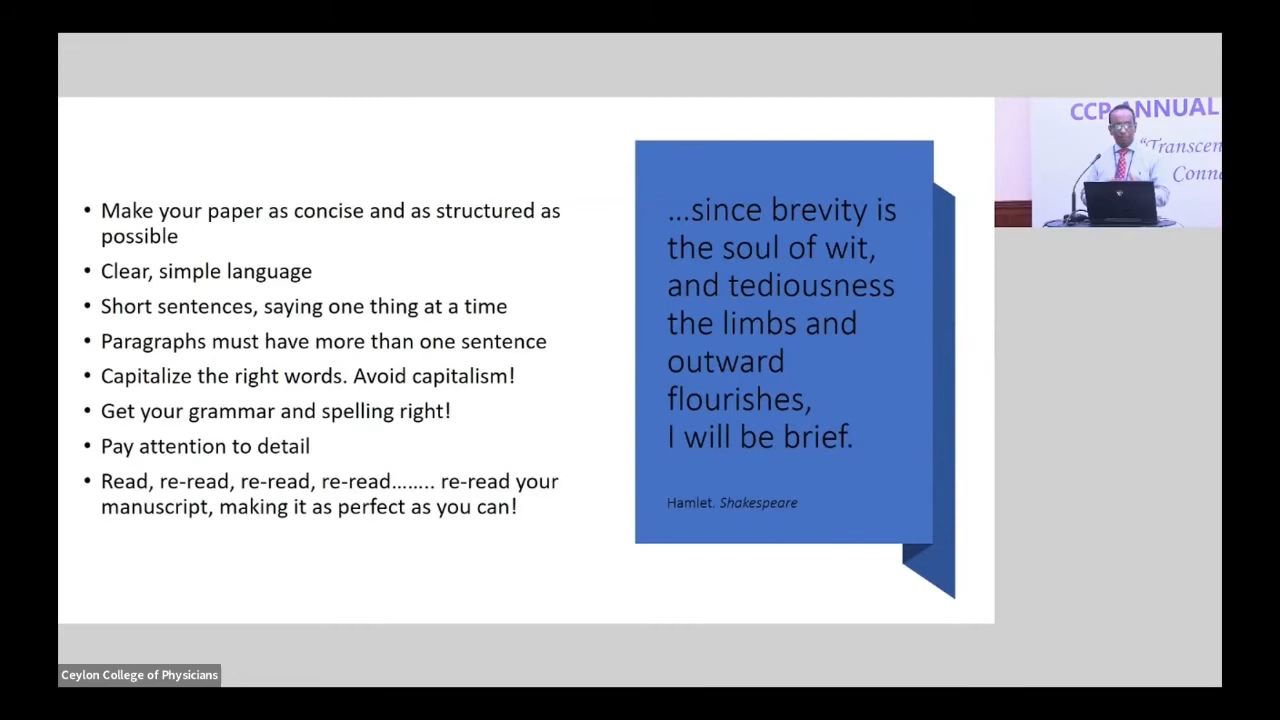 • Make your paper as concise and as structured as
possible
• Clear, simple language
• Short sentences, saying one thing at a time
• Paragraphs must have more than one sentence
• Capitalize the right words. Avoid capitalism!
• Get your grammar and spelling right!
• Pay attention to detail
• Read, re-read, re-read, re-read…….. re-read your
manuscript, making it as perfect as you can!
…since brevity is
the soul of wit,
and tediousness
the limbs and
outward
flourishes,
I will be brief.
Hamlet. Shakespeare
CCP ANNUAL
“Transcen
Conne
Ceylon College of Physicians